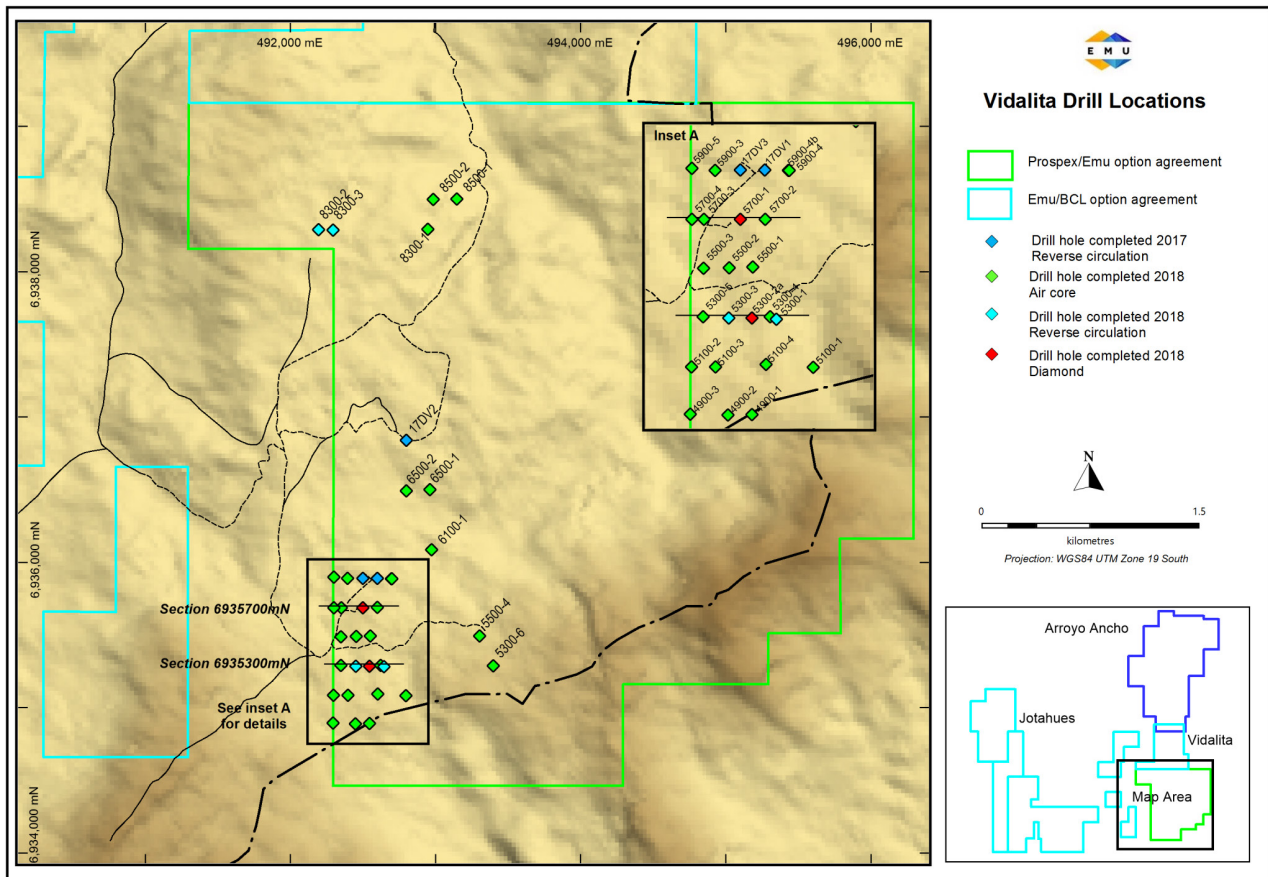 492,000 mE
494,000 mE
496,000 mE
6,938,000 mN
6,936,000 mN
6,934,000 mN
8300-2
8300-3
8500-2
8500-1
8300-1
17DV2
6500-2
6500-1
6100-1
5500-4
5300-6
Section 6935700mN
Section 6935300mN
See inset A
for details
Inset A
5900-5
5900-3
17DV3
17DV1
5900-4b
5900-4
5700-4
5700-3
5700-1
5700-2
5500-3
5500-2
5500-1
5300-3
5300-2a
5300-4
5300-1
5100-2
5100-3
5100-4
5100-1
4900-3
4900-2
4900-1
E M U
Vidalita Drill Locations
Prospex/Emu option agreement
Emu/BCL option agreement
Drill hole completed 2017
Reverse circulation
Drill hole completed 2018
Air core
Drill hole completed 2018
Reverse circulation
Drill hole completed 2018
Diamond
N
0
1.5
kilometres
Projection: WGS84 UTM Zone 19 South
Arroyo Ancho
Jotahues
Vidalita
Map Area